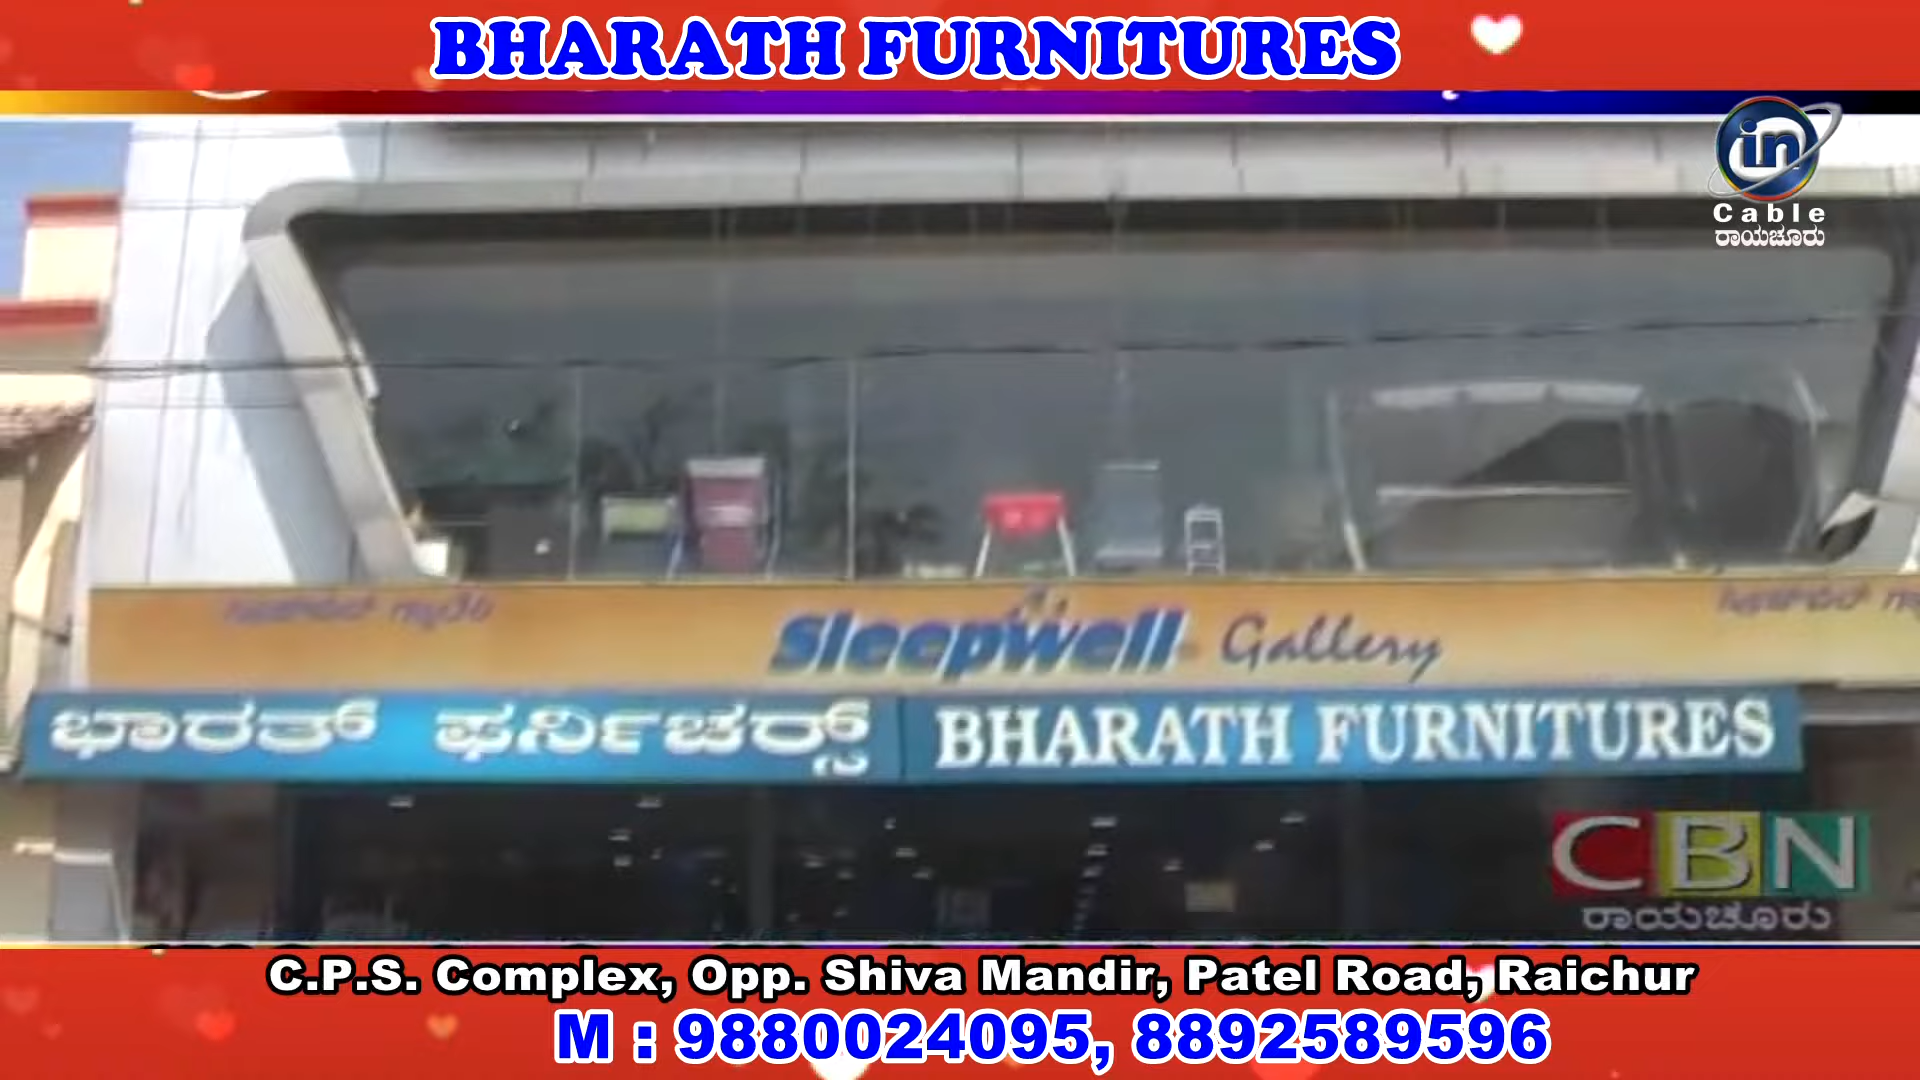 BHARATH FURNITURES
in
Cable
ರಾಯಚೂರು
Sleepwell Gallery
ಭಾರತ್ ಫರ್ನಿಚರ್ಸ್ BHARATH FURNITURES
CBN
ರಾಯಚೂರು
C.P.S. Complex, Opp. Shiva Mandir, Patel Road, Raichur
M : 9880024095, 8892589596